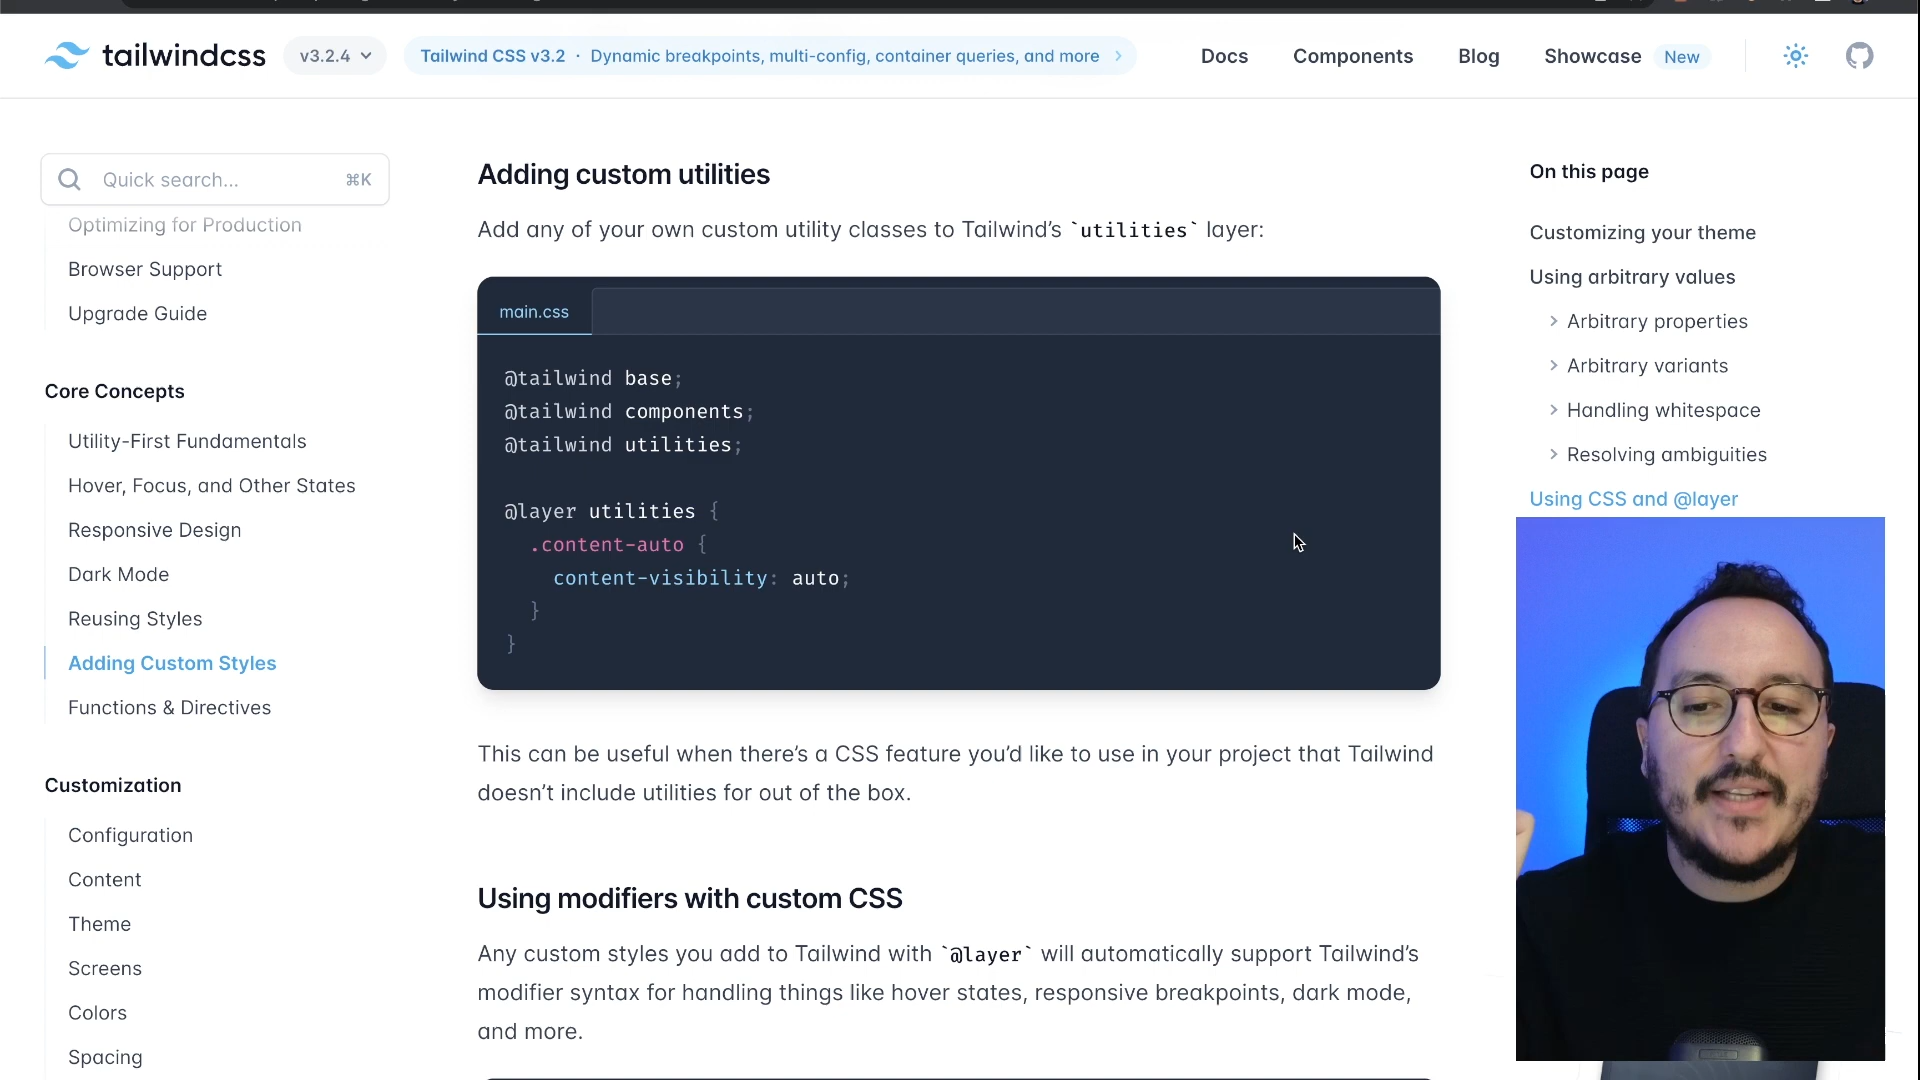 tailwindcss
v3.2.4
Tailwind CSS v3.2 · Dynamic breakpoints, multi-config, container queries, and more
Docs
Components
Blog
Showcase
New
Quick search...
⌘K
Optimizing for Production
Browser Support
Upgrade Guide
Core Concepts
Utility-First Fundamentals
Hover, Focus, and Other States
Responsive Design
Dark Mode
Reusing Styles
Adding Custom Styles
Functions & Directives
Customization
Configuration
Content
Theme
Screens
Colors
Spacing
Adding custom utilities
Add any of your own custom utility classes to Tailwind’s `utilities` layer:
main.css
@tailwind base;
@tailwind components;
@tailwind utilities;
@layer utilities {
.content-auto {
content-visibility: auto;
}
}
This can be useful when there’s a CSS feature you’d like to use in your project that Tailwind
doesn’t include utilities for out of the box.
Using modifiers with custom CSS
Any custom styles you add to Tailwind with `@layer` will automatically support Tailwind’s
modifier syntax for handling things like hover states, responsive breakpoints, dark mode,
and more.
On this page
Customizing your theme
Using arbitrary values
Arbitrary properties
Arbitrary variants
Handling whitespace
Resolving ambiguities
Using CSS and @layer